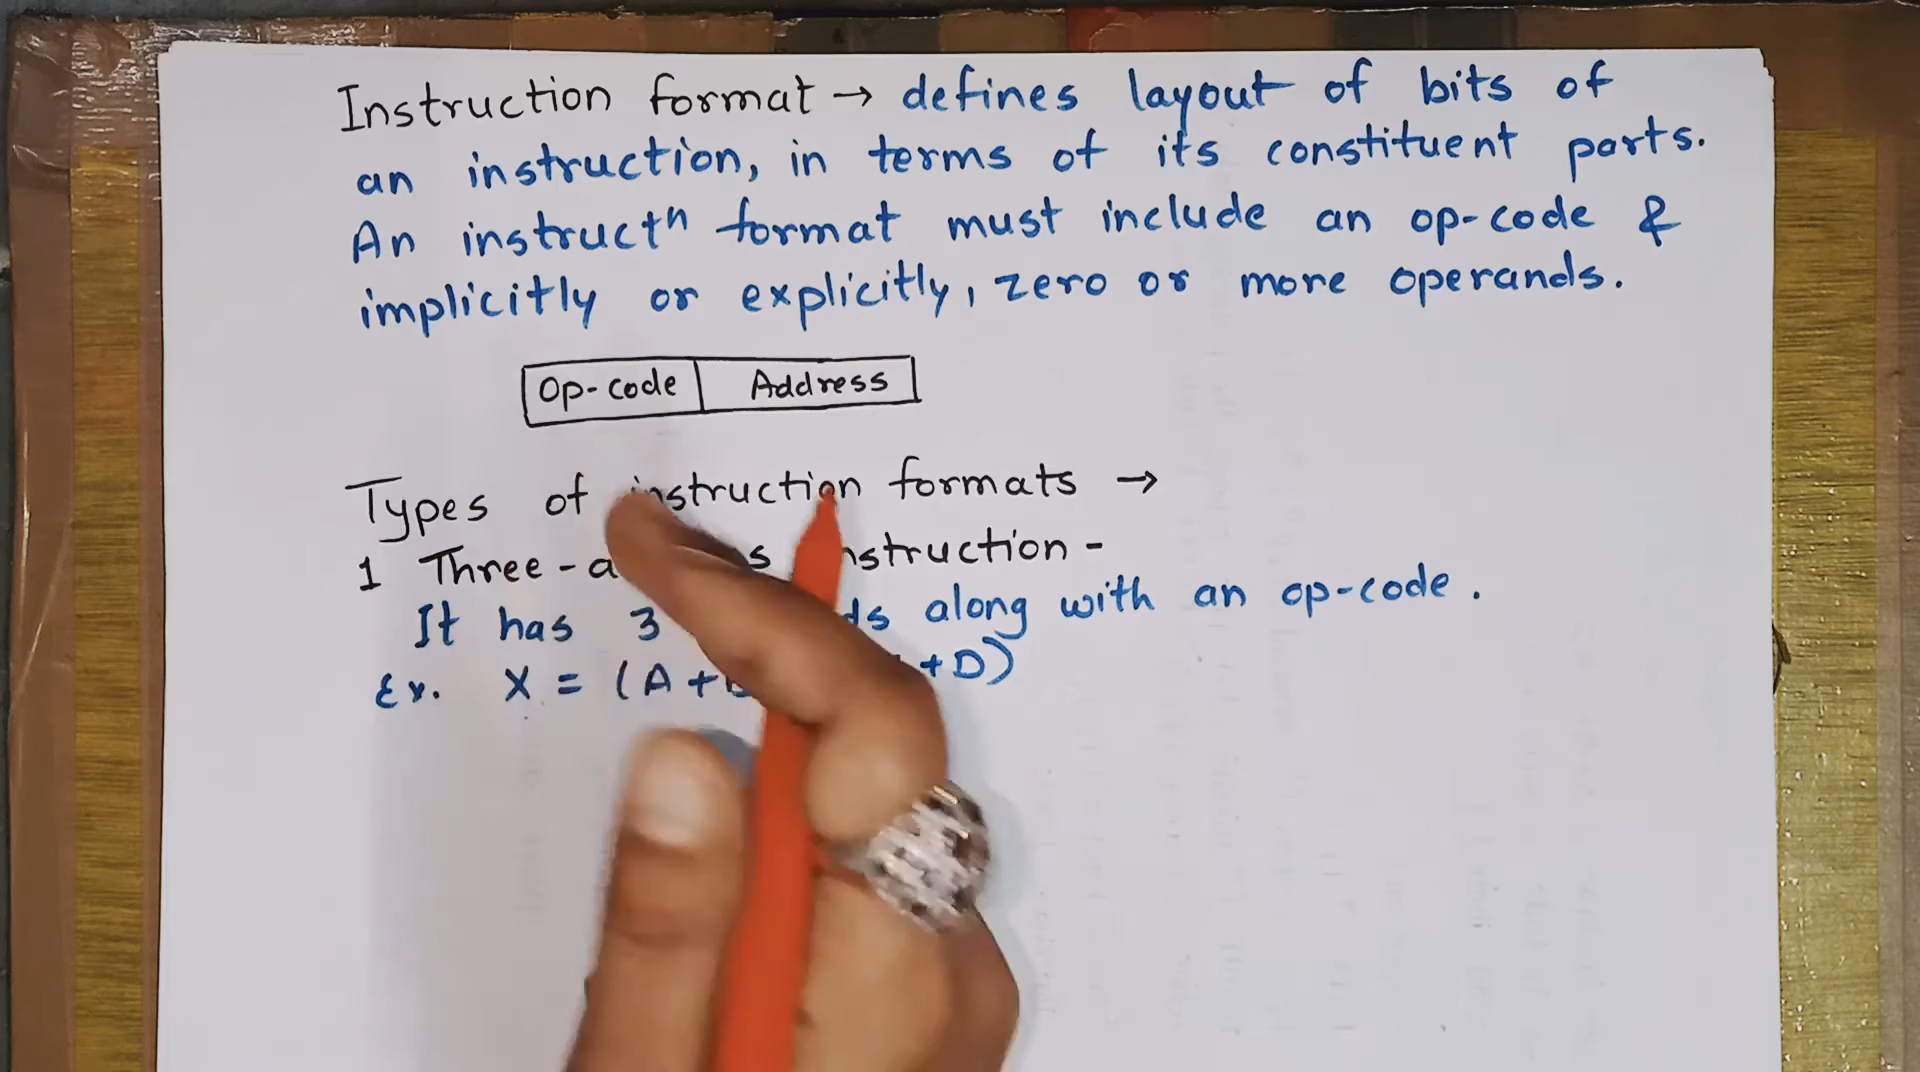 Instruction format → defines layout of bits of
an instruction, in terms of its constituent parts.
An instructⁿ format must include an op-code &
implicitly or explicitly, zero or more operands.
Op-code Address
Types of instruction formats →
1 Three - instruction -
It has 3 along with an op-code.
Ex. X = (A + + D)